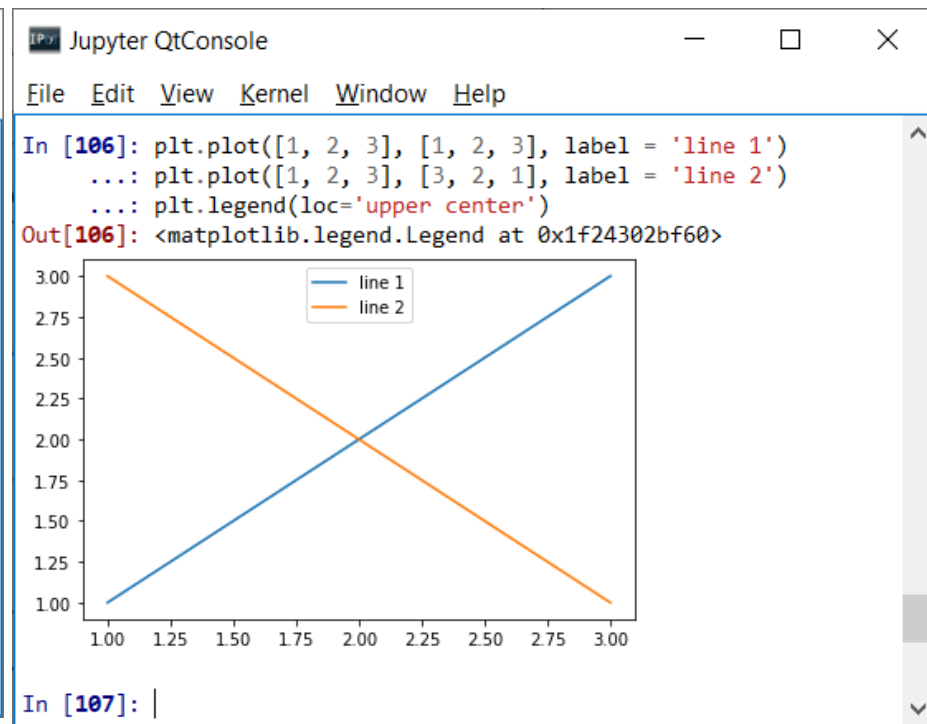 IP[y] Jupyter QtConsole
File Edit View Kernel Window Help
In [106]: plt.plot([1, 2, 3], [1, 2, 3], label = 'line 1')
...: plt.plot([1, 2, 3], [3, 2, 1], label = 'line 2')
...: plt.legend(loc='upper center')
Out[106]: <matplotlib.legend.Legend at 0x1f24302bf60>
line 1
line 2
3.00
2.75
2.50
2.25
2.00
1.75
1.50
1.25
1.00
1.00 1.25 1.50 1.75 2.00 2.25 2.50 2.75 3.00
In [107]: